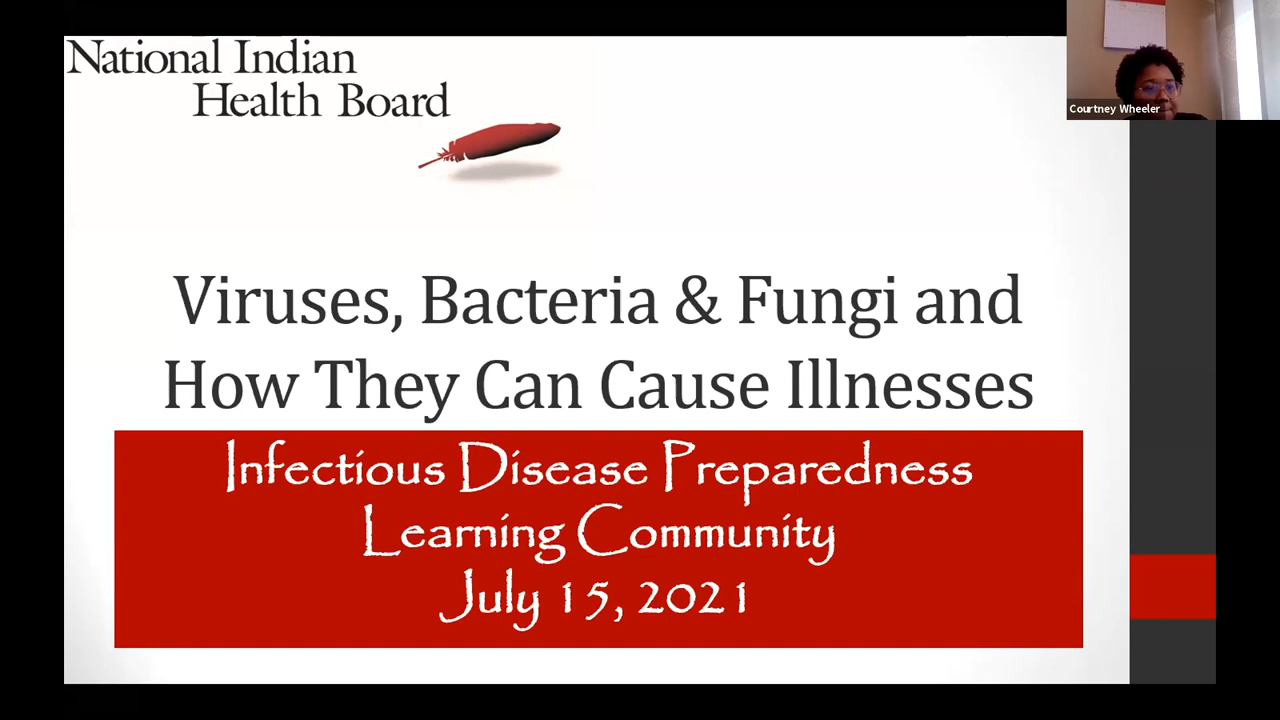 National Indian
Health Board
Courtney Wheeler
Viruses, Bacteria & Fungi and
How They Can Cause Illnesses
Infectious Disease Preparedness
Learning Community
July 15, 2021